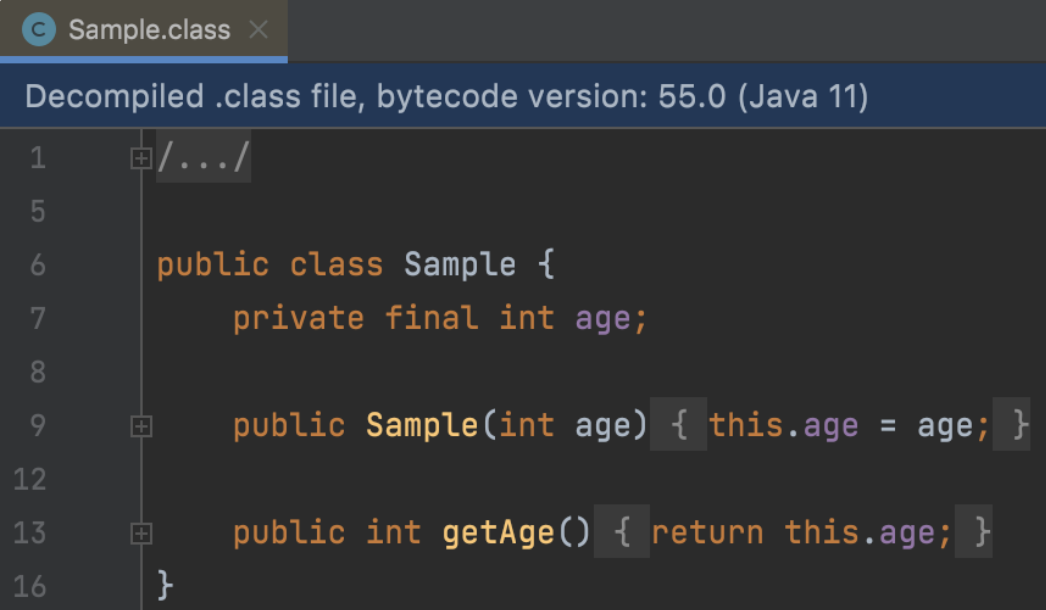 C Sample.class ×
Decompiled .class file, bytecode version: 55.0 (Java 11)
1 /.../
5
6 public class Sample {
7 private final int age;
8
9 public Sample(int age) { this.age = age; }
12
13 public int getAge() { return this.age; }
16 }